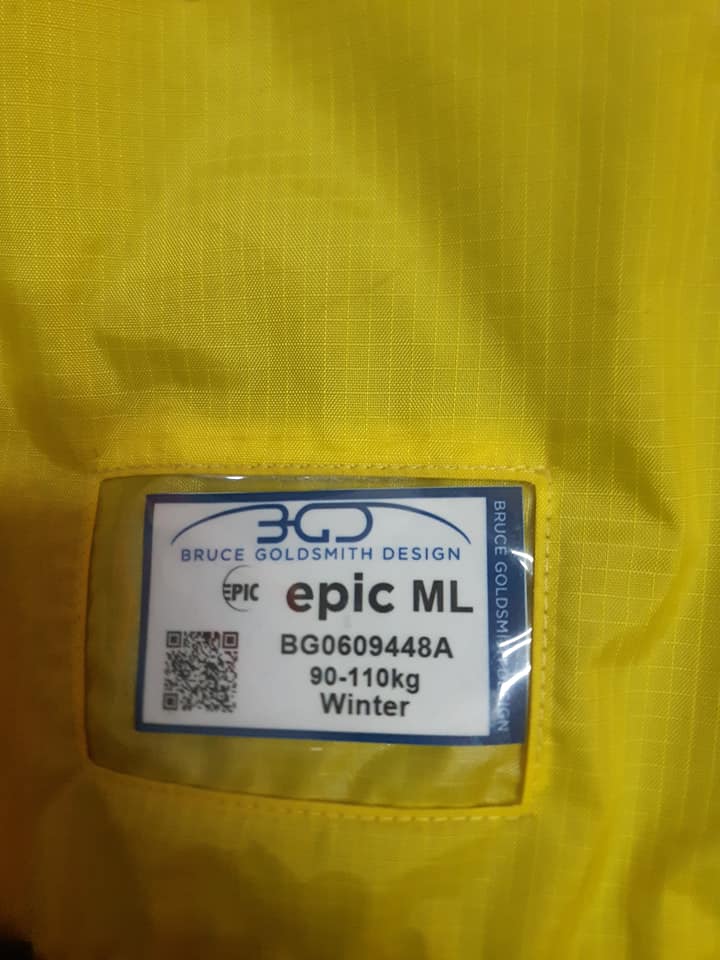 BGD
BRUCE GOLDSMITH DESIGN
EPIC epic ML
BG0609448A
90-110kg
Winter
BRUCE GOLDSMITH DESIGN